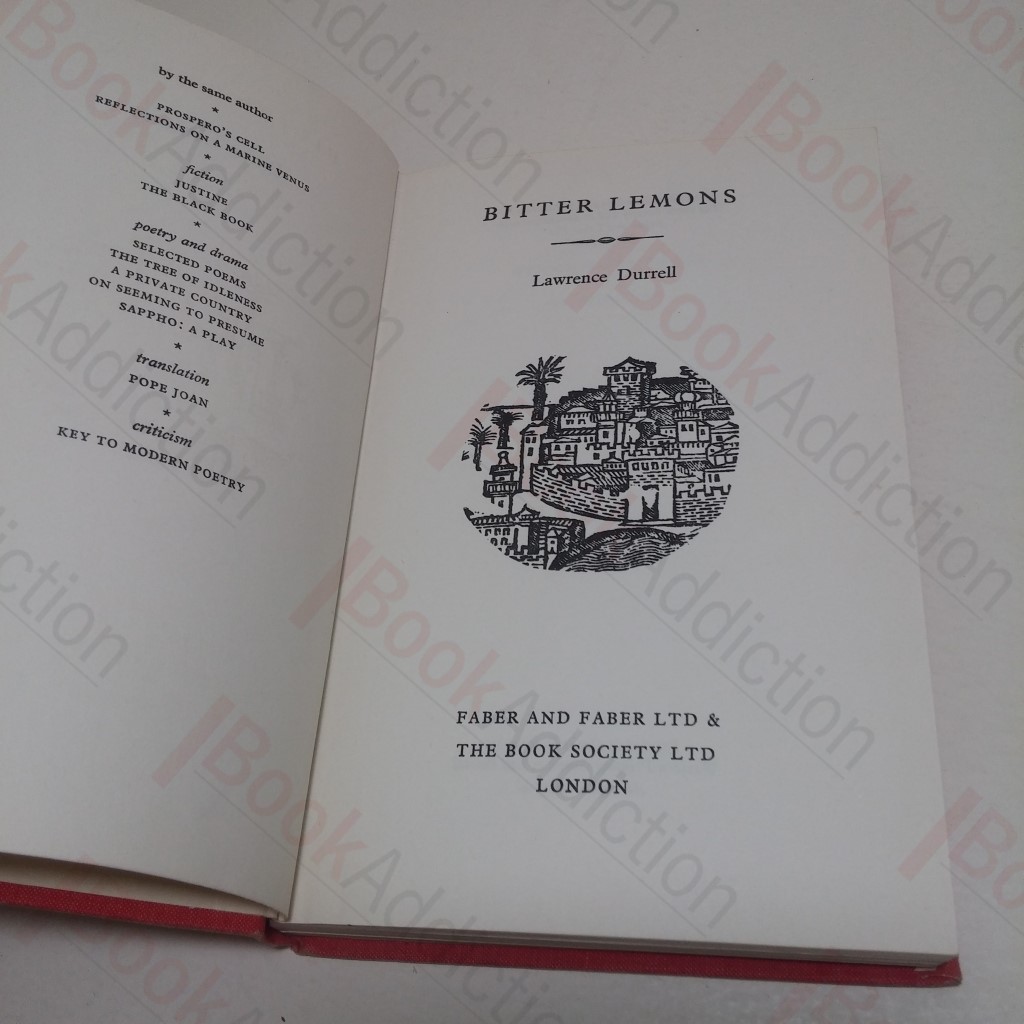 by the same author
*
PROSPERO'S CELL
REFLECTIONS ON A MARINE VENUS
*
fiction
JUSTINE
THE BLACK BOOK
*
poetry and drama
SELECTED POEMS
THE TREE OF IDLENESS
A PRIVATE COUNTRY
ON SEEMING TO PRESUME
SAPPHO: A PLAY
*
translation
POPE JOAN
*
criticism
KEY TO MODERN POETRY
BITTER LEMONS
Lawrence Durrell
FABER AND FABER LTD &
THE BOOK SOCIETY LTD
LONDON
BookAddiction